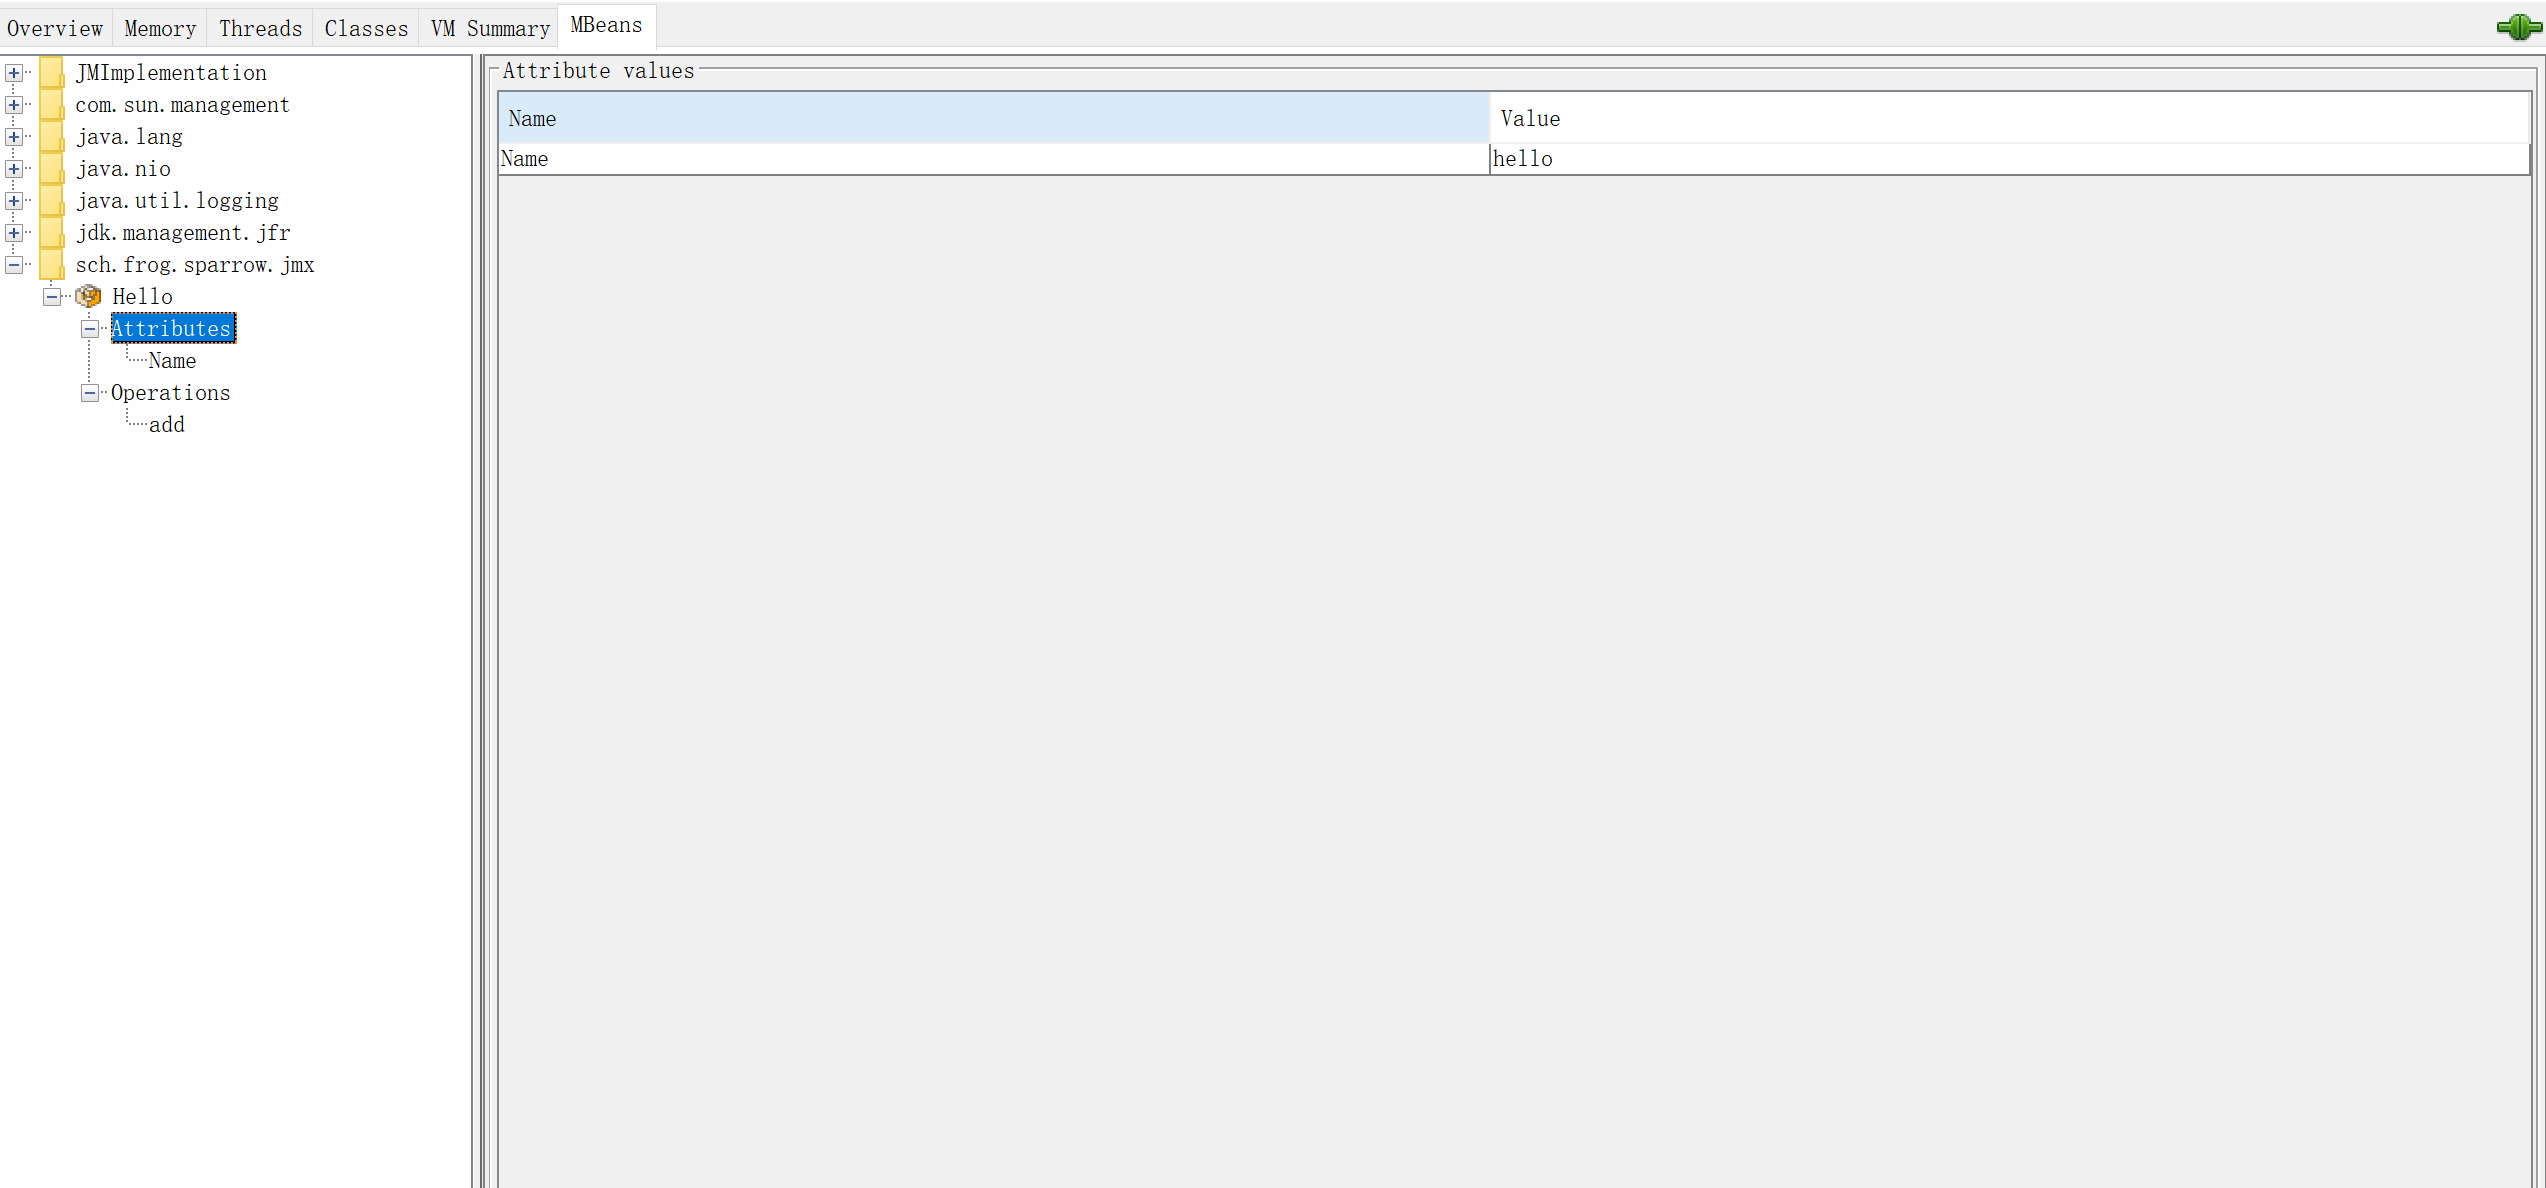 Overview Memory Threads Classes VM Summary MBeans
JMImplementation
com.sun.management
java.lang
java.nio
java.util.logging
jdk.management.jfr
sch.frog.sparrow.jmx
Hello
Attributes
Name
Operations
add
Attribute values
Name Value
Name hello